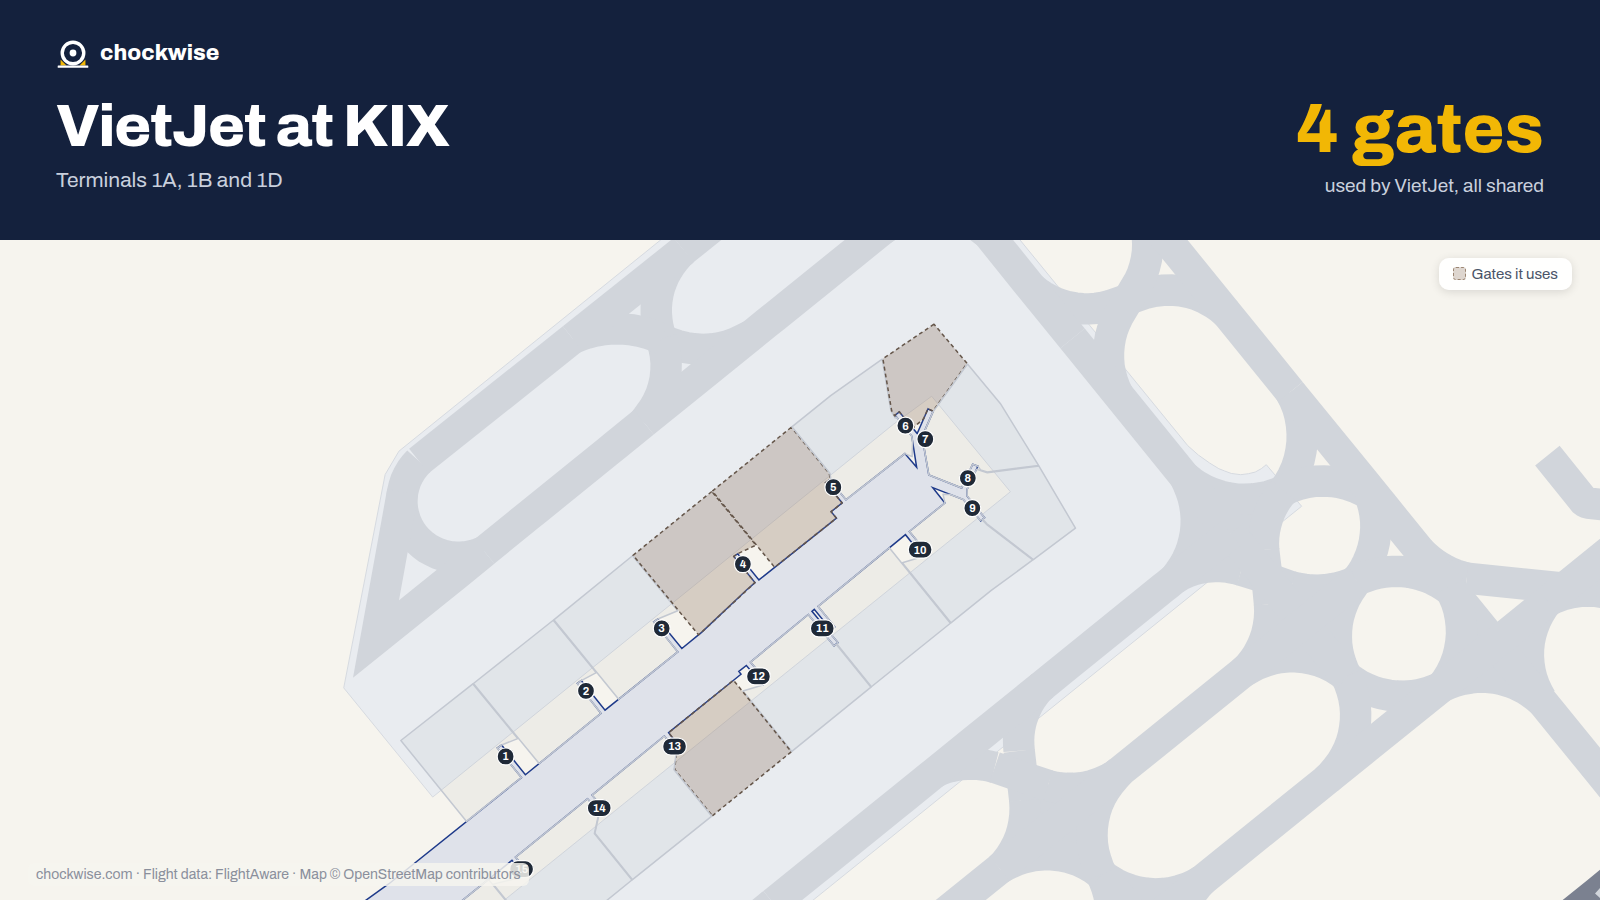 chockwise
VietJet at KIX
Terminals 1A, 1B and 1D
4 gates
used by VietJet, all shared
Gates it uses
6
7
5
8
9
10
4
3
11
12
2
13
1
14
chockwise.com · Flight data: FlightAware · Map © OpenStreetMap contributors